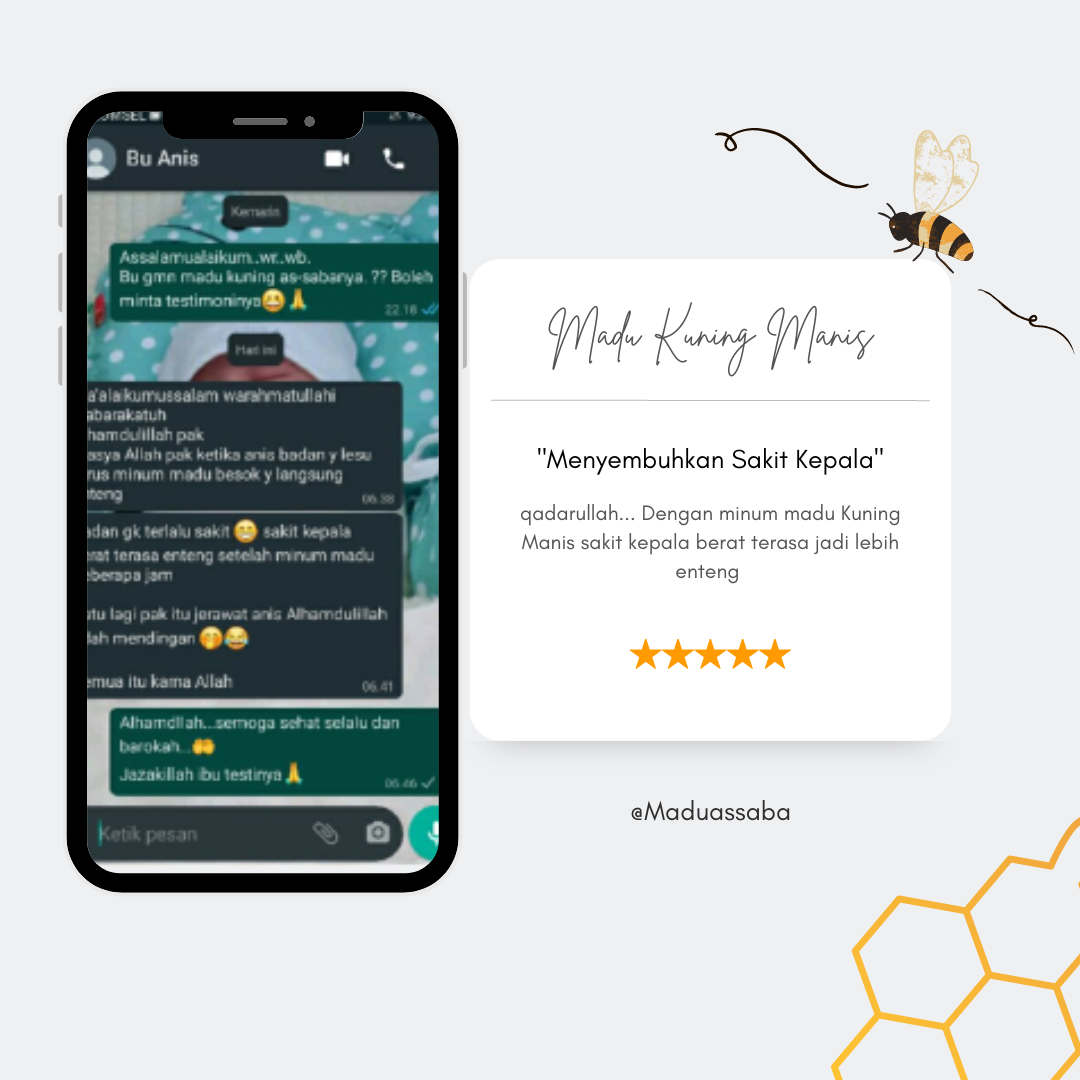 Bu Anis
Kemarin
Assalamualaikum..wr..wb.
Bu gmn madu kuning as-sabanya. ?? Boleh
minta testimoninya😀🙏
22.18
Hari ini
a'alaikumussalam warahmatullahi
abarakatuh
hamdulillah pak
asya Allah pak ketika anis badan y lesu
rus minum madu besok y langsung
nteng
06.38
adan gk terlalu sakit 😁 sakit kepala
erat terasa enteng setelah minum madu
eberapa jam
atu lagi pak itu jerawat anis Alhamdulillah
dah mendingan 🤭😂
emua itu karna Allah
06.41
Alhamdllah...semoga sehat selalu dan
barokah...🤲
Jazakillah ibu testinya🙏
06.46
Ketik pesan
Madu Kuning Manis
"Menyembuhkan Sakit Kepala"
qadarullah... Dengan minum madu Kuning
Manis sakit kepala berat terasa jadi lebih
enteng
@Maduassaba